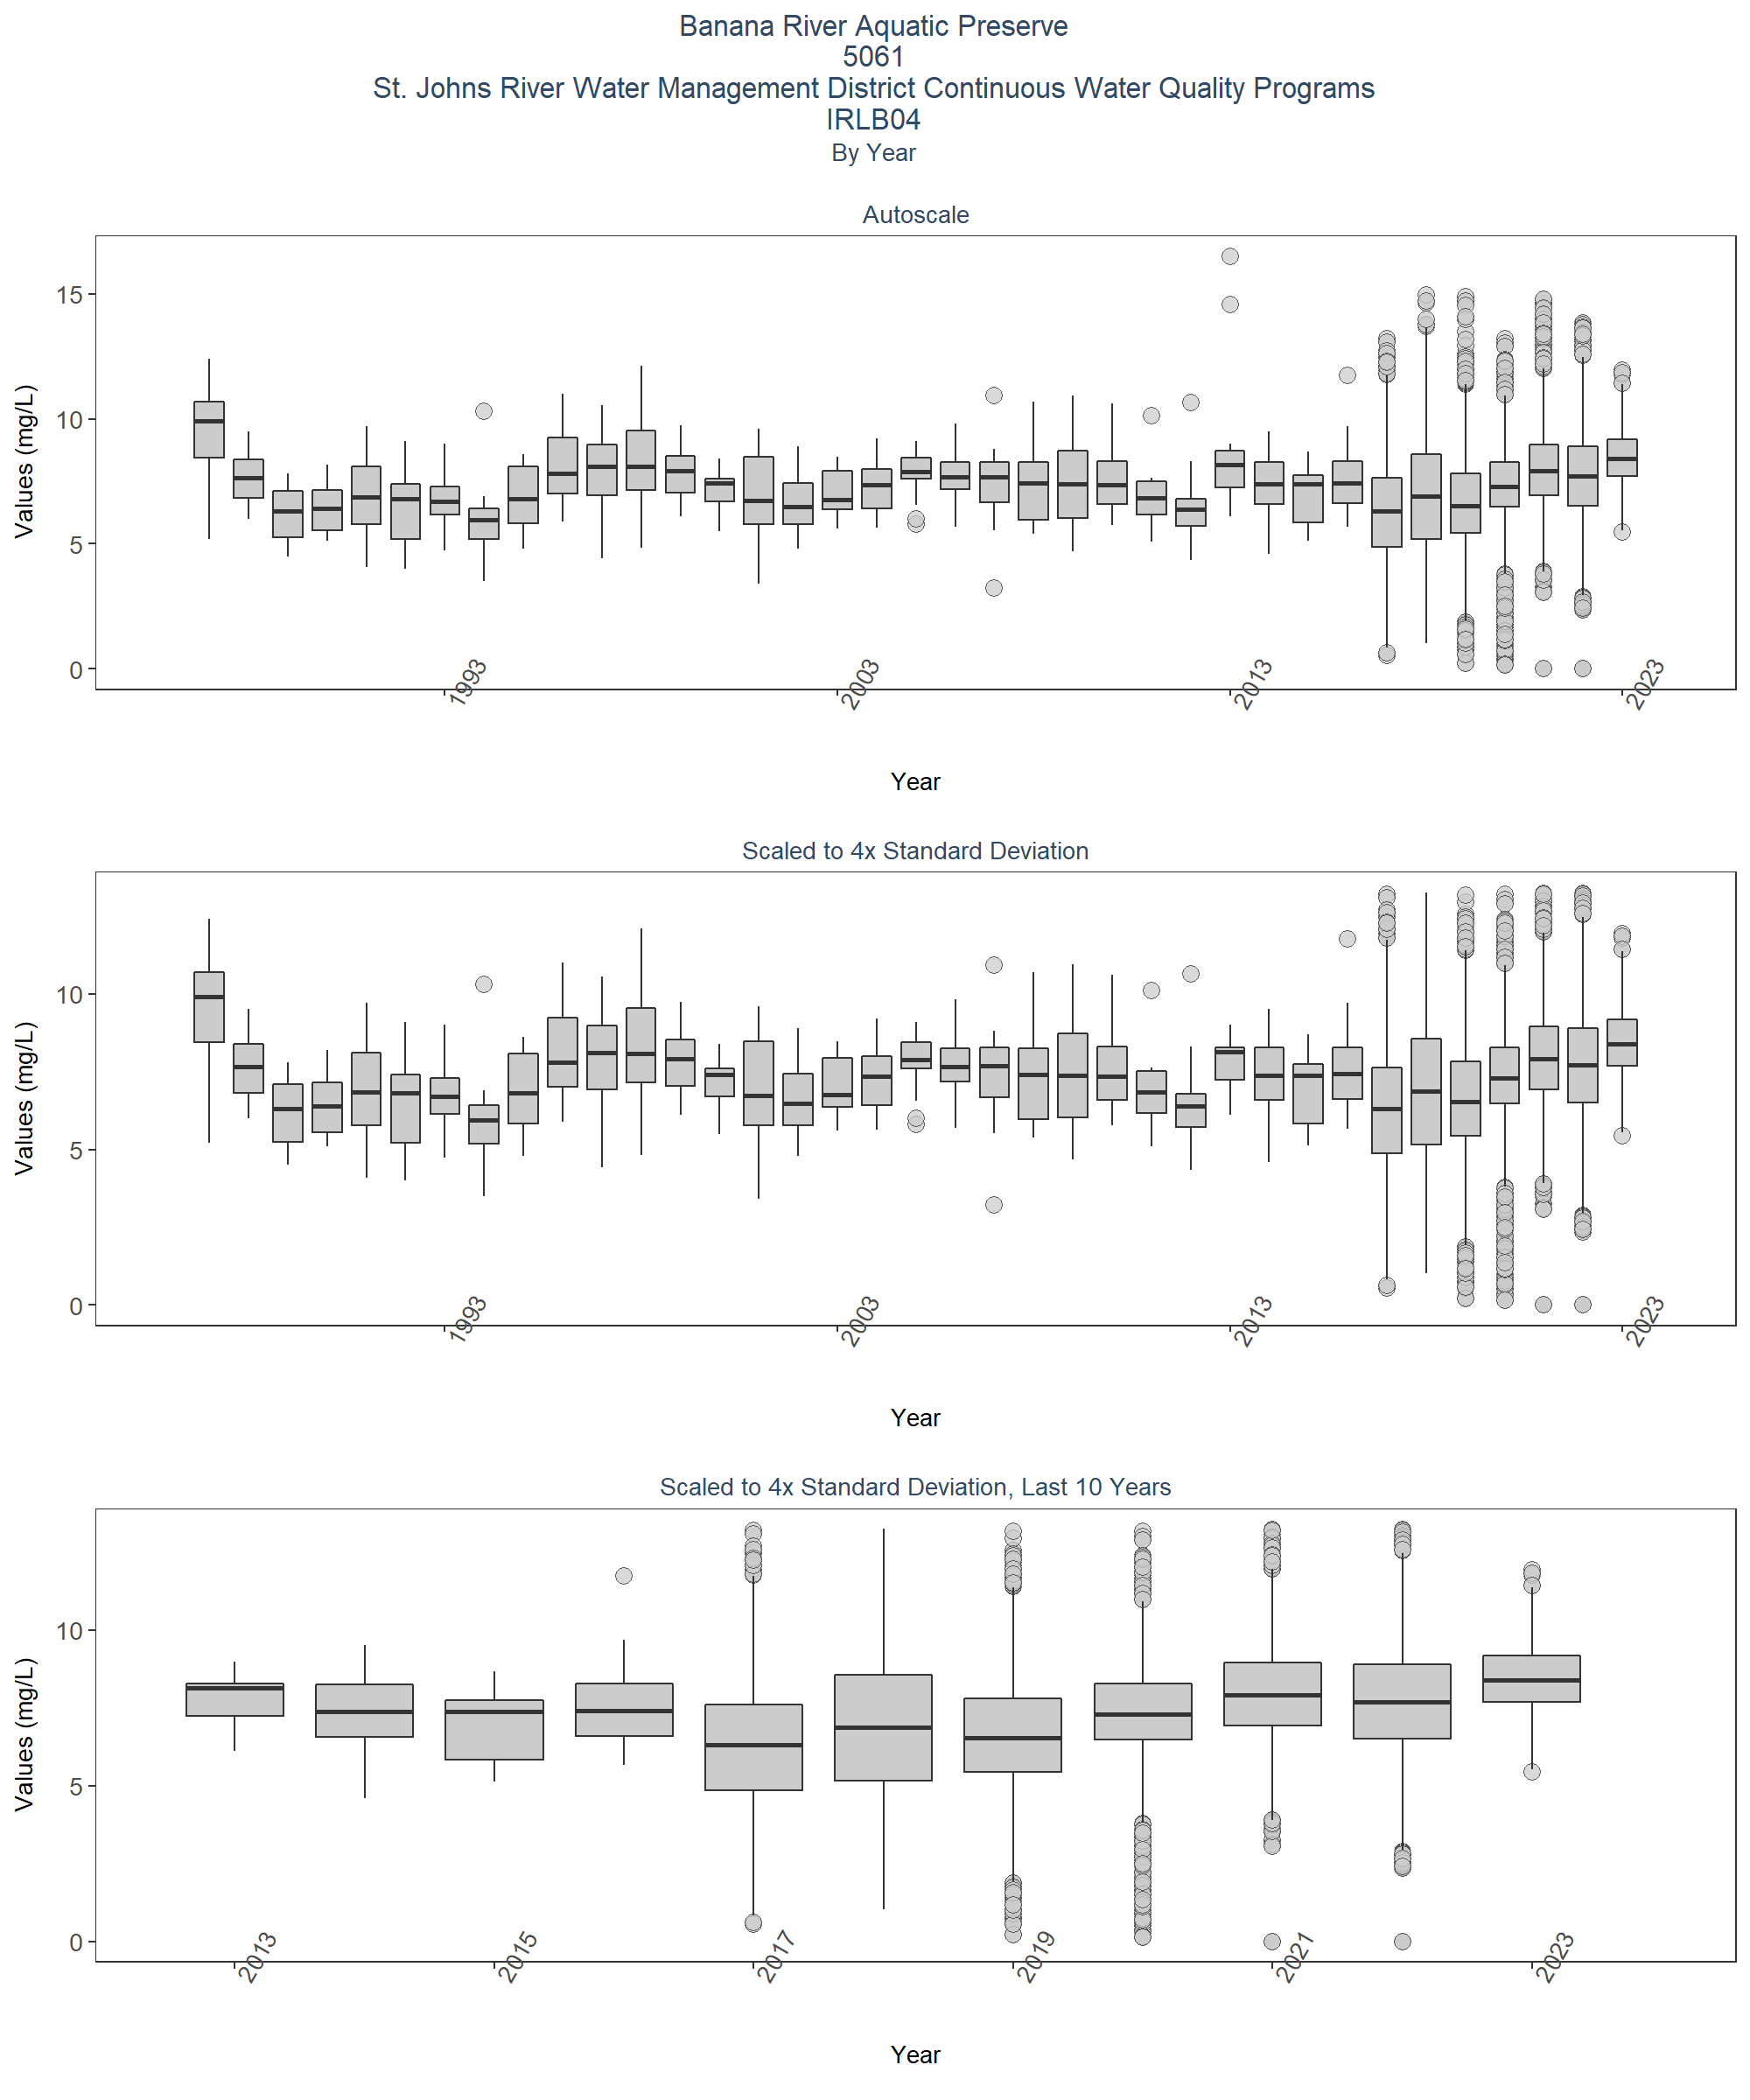 Banana River Aquatic Preserve
5061
St. Johns River Water Management District Continuous Water Quality Programs
IRLB04
By Year
Autoscale
Values (mg/L)
15
10
5
0
1993
2003
2013
2023
Year
Scaled to 4x Standard Deviation
Values (mg/L)
10
5
0
1993
2003
2013
2023
Year
Scaled to 4x Standard Deviation, Last 10 Years
Values (mg/L)
10
5
0
2013
2015
2017
2019
2021
2023
Year